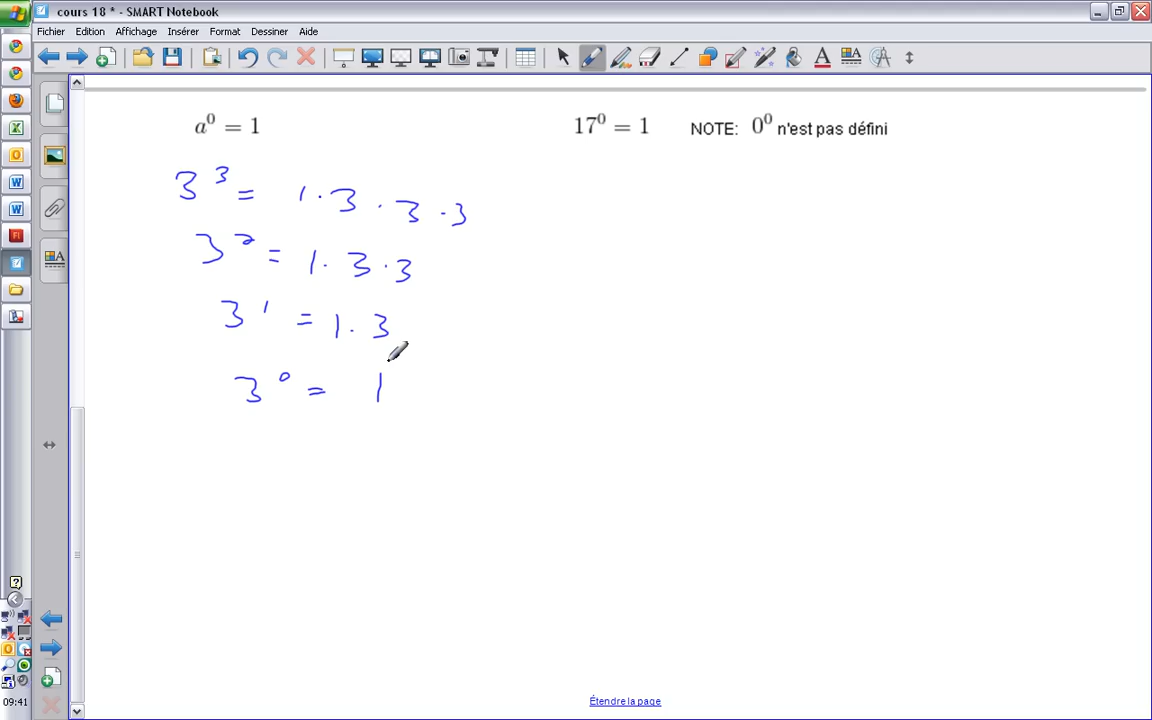 cours 18 * - SMART Notebook
Fichier Edition Affichage Insérer Format Dessiner Aide
a⁰ = 1 17⁰ = 1 NOTE: 0⁰ n'est pas défini
3³ = 1 · 3 · 3 · 3
3² = 1 · 3 · 3
3¹ = 1 · 3
3⁰ = 1
Étendre la page
09:41